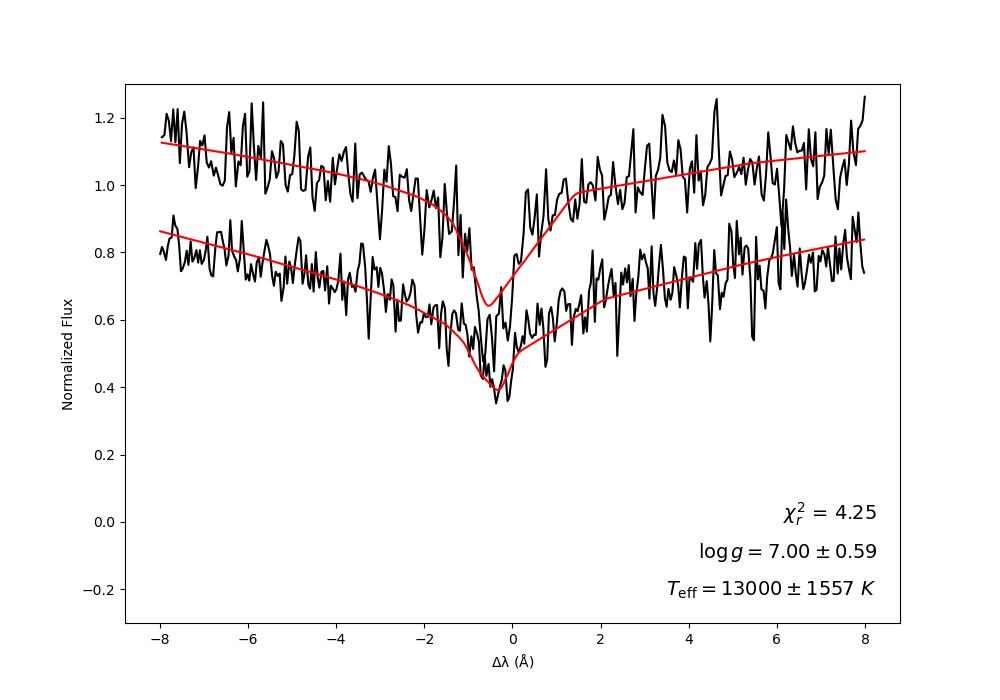 1.2
1.0
0.8
0.6
0.4
0.2
0.0
−0.2
Normalized Flux
χ²ᵣ = 4.25
log g = 7.00 ± 0.59
T_eff = 13000 ± 1557 K
−8 −6 −4 −2 0 2 4 6 8
Δλ (Å)